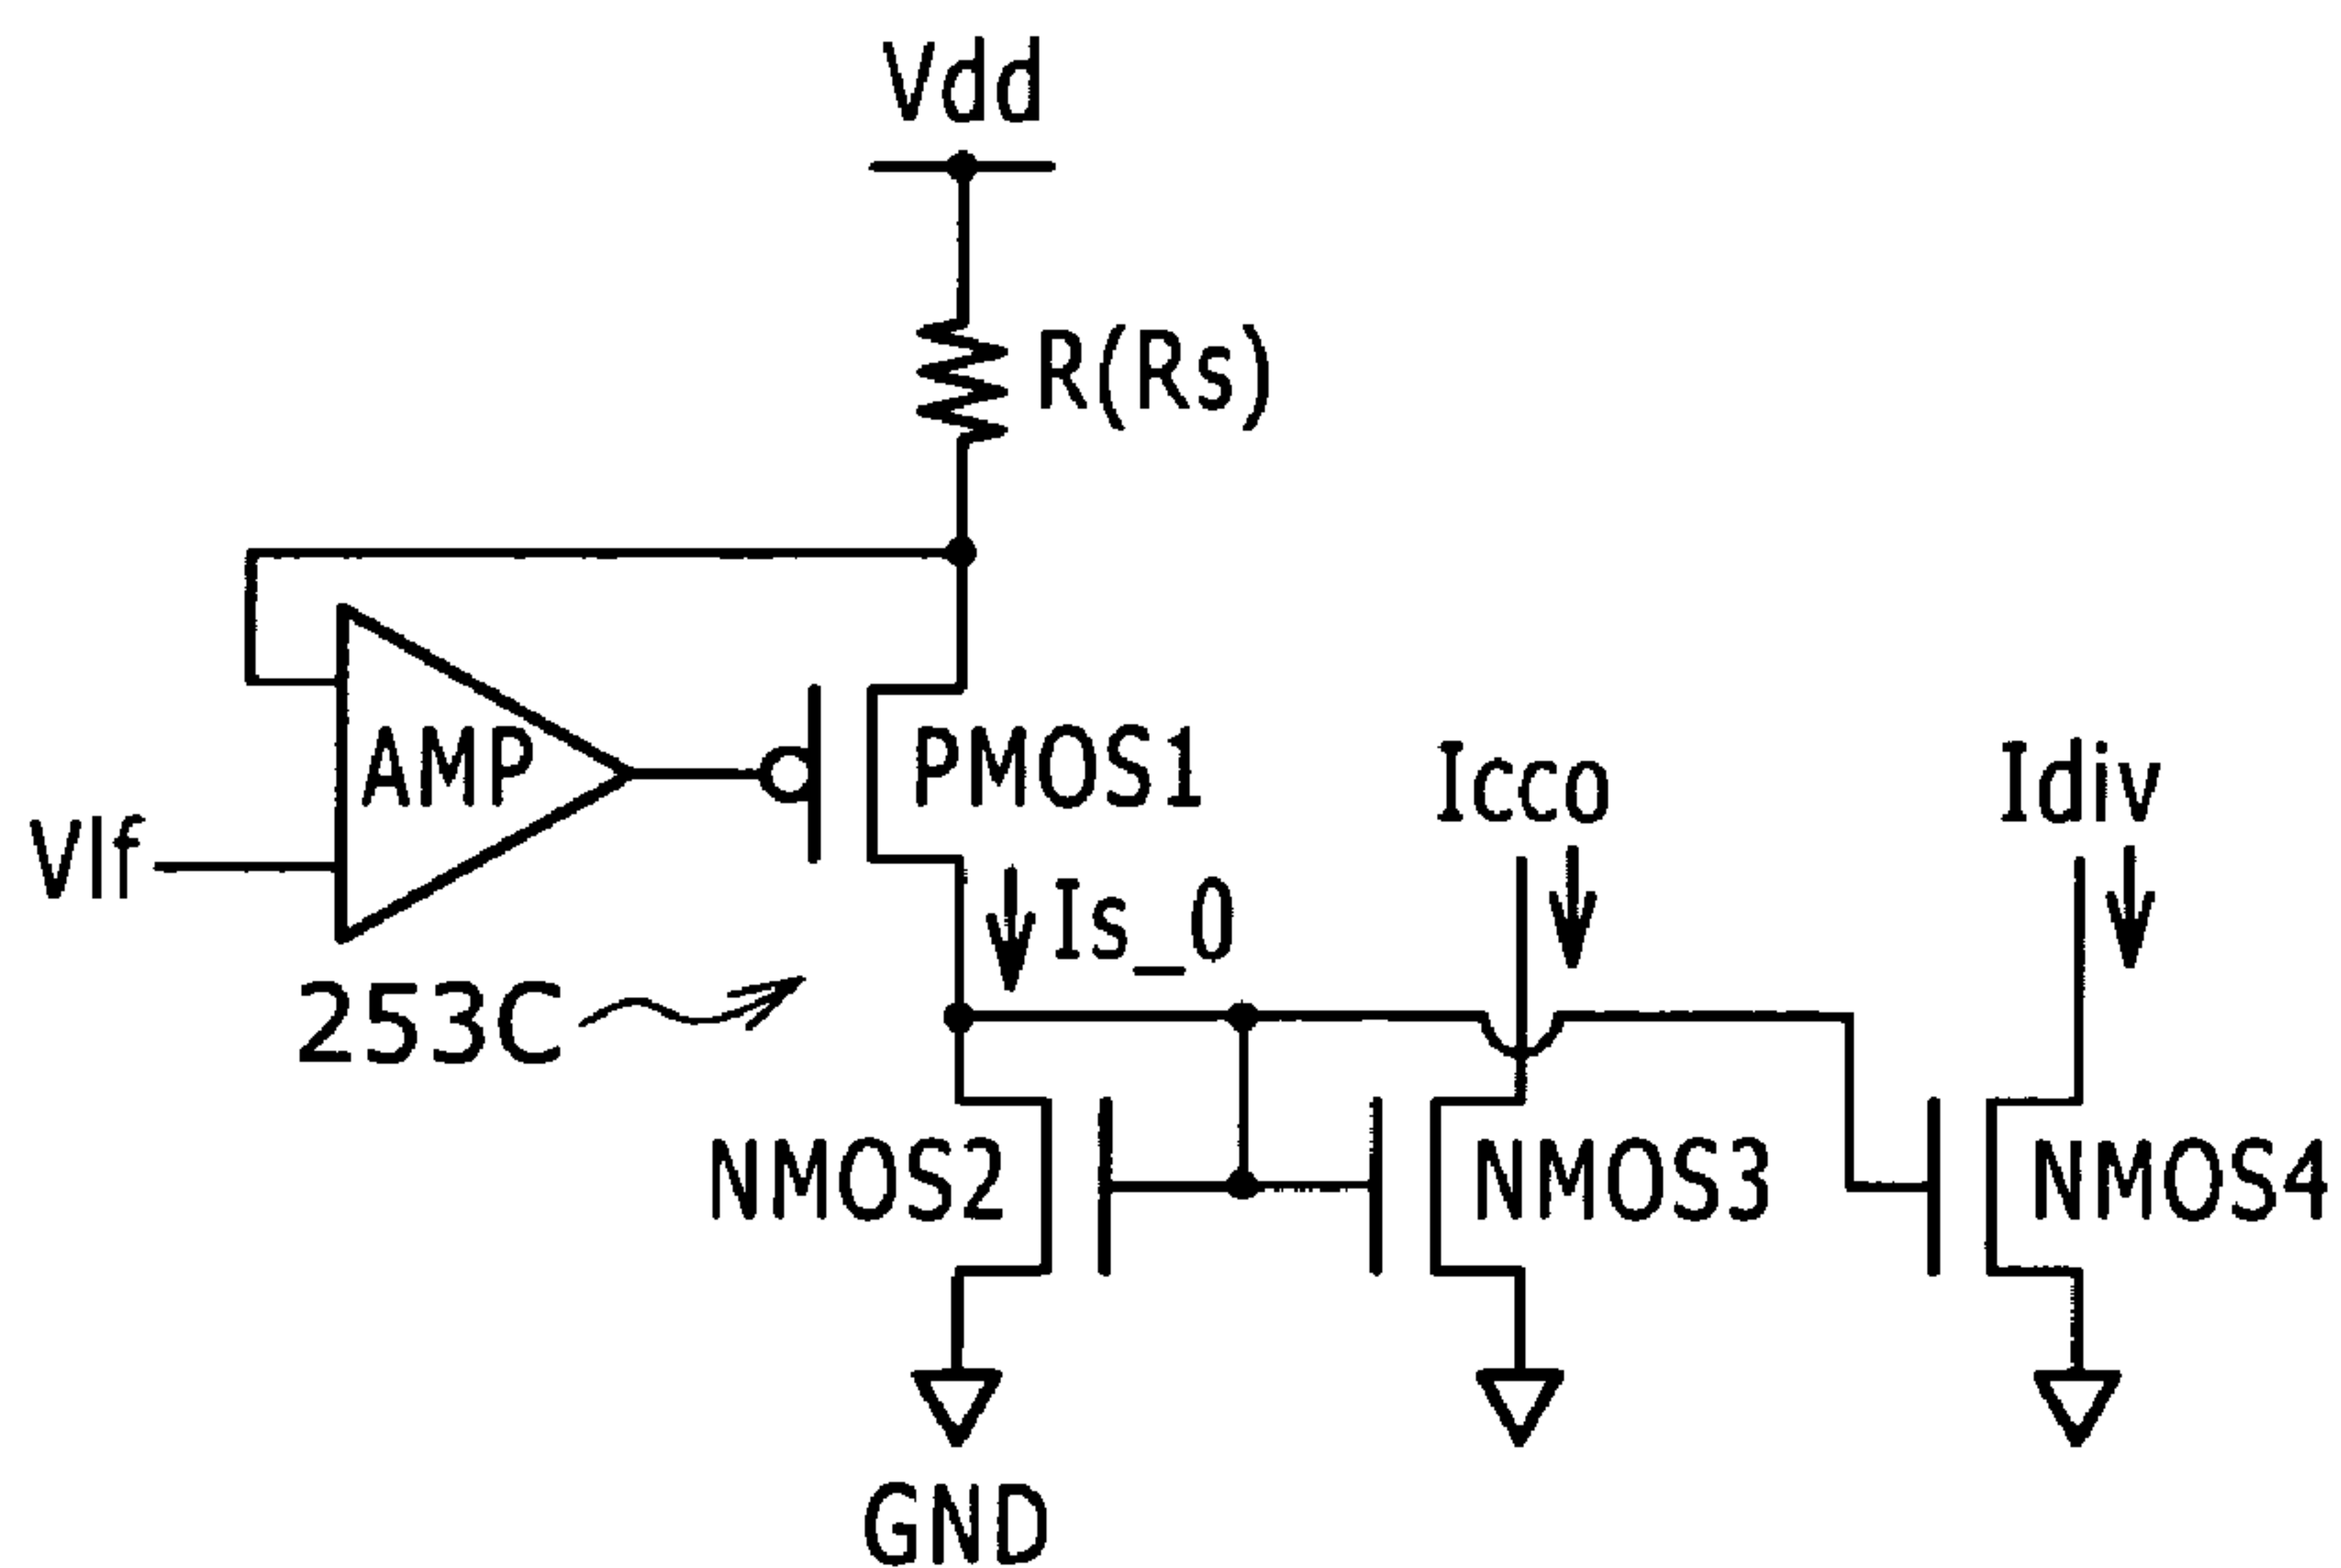 Vdd
R(Rs)
AMP
PMOS1
Icco
Idiv
Vlf
Is_0
253C
NMOS2
NMOS3
NMOS4
GND